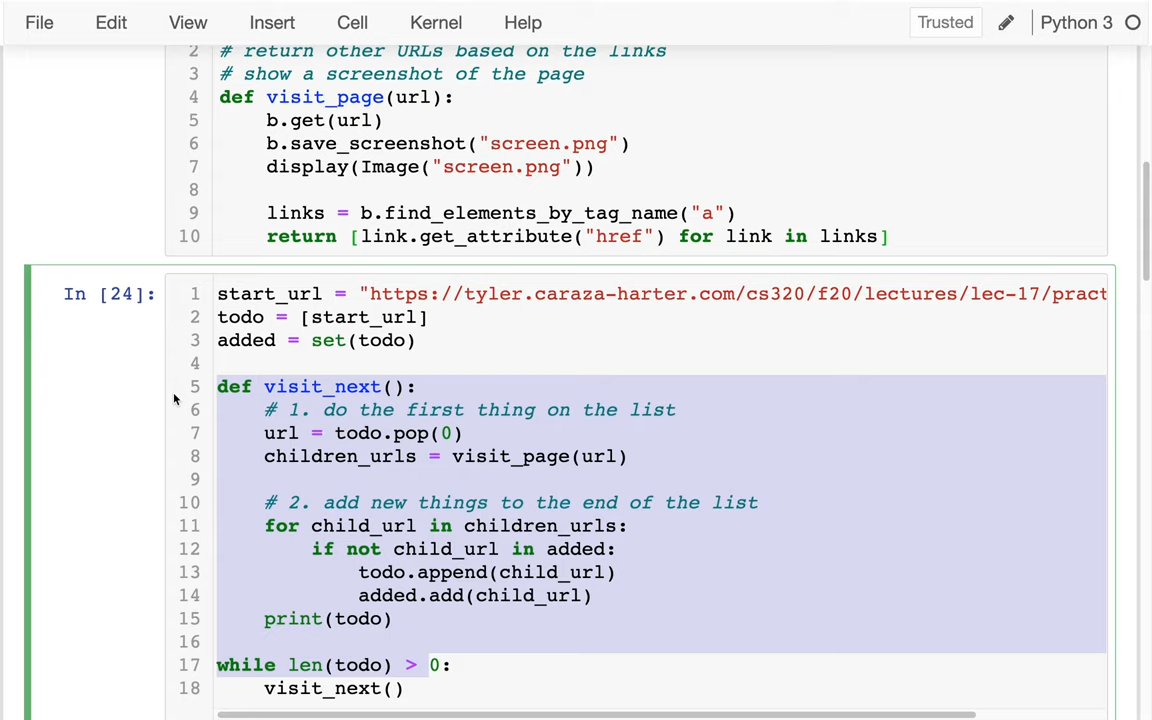 File Edit View Insert Cell Kernel Help Trusted Python 3
2 # return other URLs based on the links
3 # show a screenshot of the page
4 def visit_page(url):
5     b.get(url)
6     b.save_screenshot("screen.png")
7     display(Image("screen.png"))
8
9     links = b.find_elements_by_tag_name("a")
10     return [link.get_attribute("href") for link in links]
In [24]:
1 start_url = "https://tyler.caraza-harter.com/cs320/f20/lectures/lec-17/pract
2 todo = [start_url]
3 added = set(todo)
4
5 def visit_next():
6     # 1. do the first thing on the list
7     url = todo.pop(0)
8     children_urls = visit_page(url)
9
10     # 2. add new things to the end of the list
11     for child_url in children_urls:
12         if not child_url in added:
13             todo.append(child_url)
14             added.add(child_url)
15     print(todo)
16
17 while len(todo) > 0:
18     visit_next()